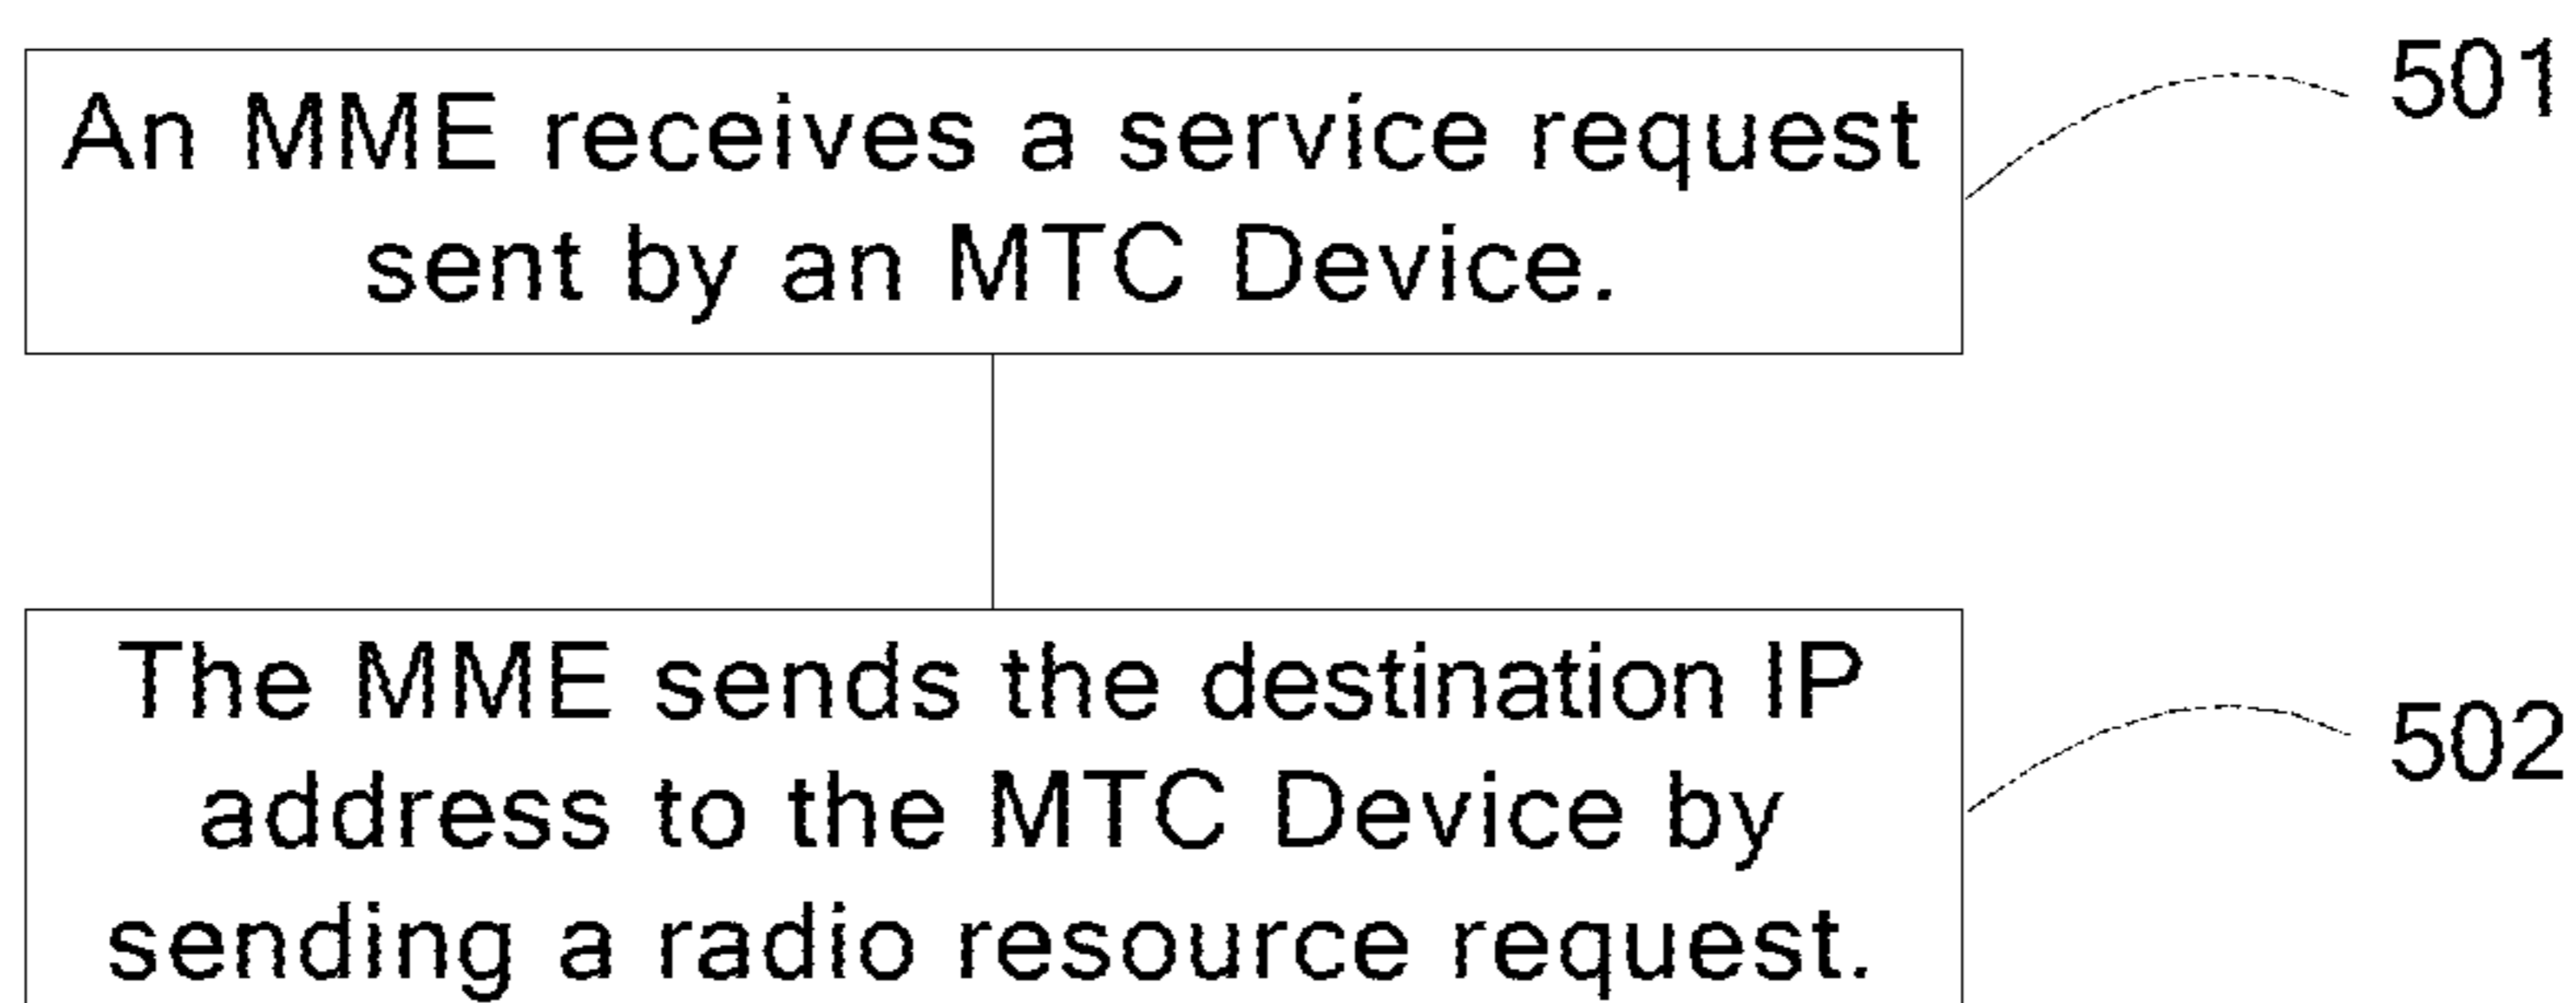 An MME receives a service request
sent by an MTC Device.
501
The MME sends the destination IP
address to the MTC Device by
sending a radio resource request.
502